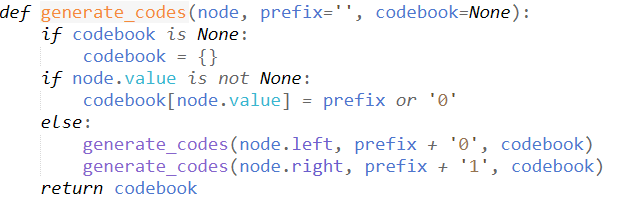 def generate_codes(node, prefix='', codebook=None):
    if codebook is None:
        codebook = {}
    if node.value is not None:
        codebook[node.value] = prefix or '0'
    else:
        generate_codes(node.left, prefix + '0', codebook)
        generate_codes(node.right, prefix + '1', codebook)
    return codebook